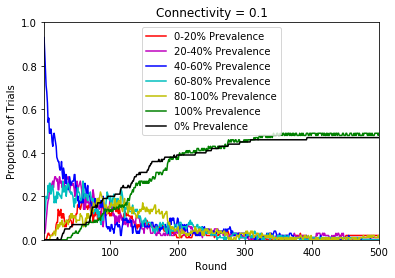 Connectivity = 0.1
Proportion of Trials
1.0
0.8
0.6
0.4
0.2
0.0
0-20% Prevalence
20-40% Prevalence
40-60% Prevalence
60-80% Prevalence
80-100% Prevalence
100% Prevalence
0% Prevalence
100
200
300
400
500
Round